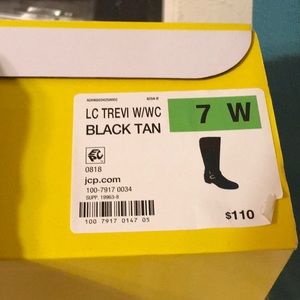 LC TREVI W/WC
BLACK TAN
7 W
0818
jcp.com
100-7917 0034
SUPP. 19963-8
100 7917 0147 05
$110